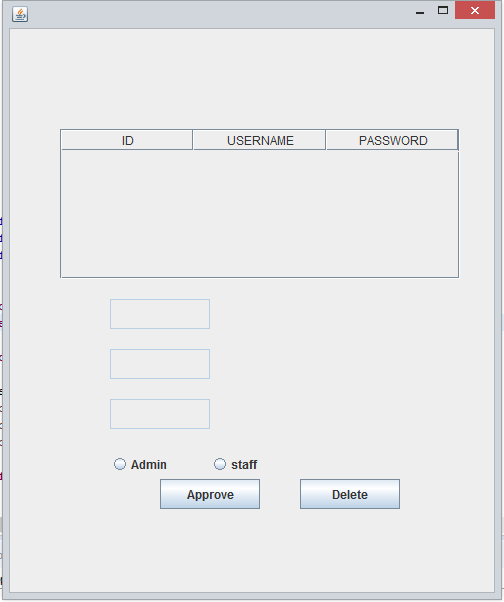 ID USERNAME PASSWORD
Admin staff
Approve Delete